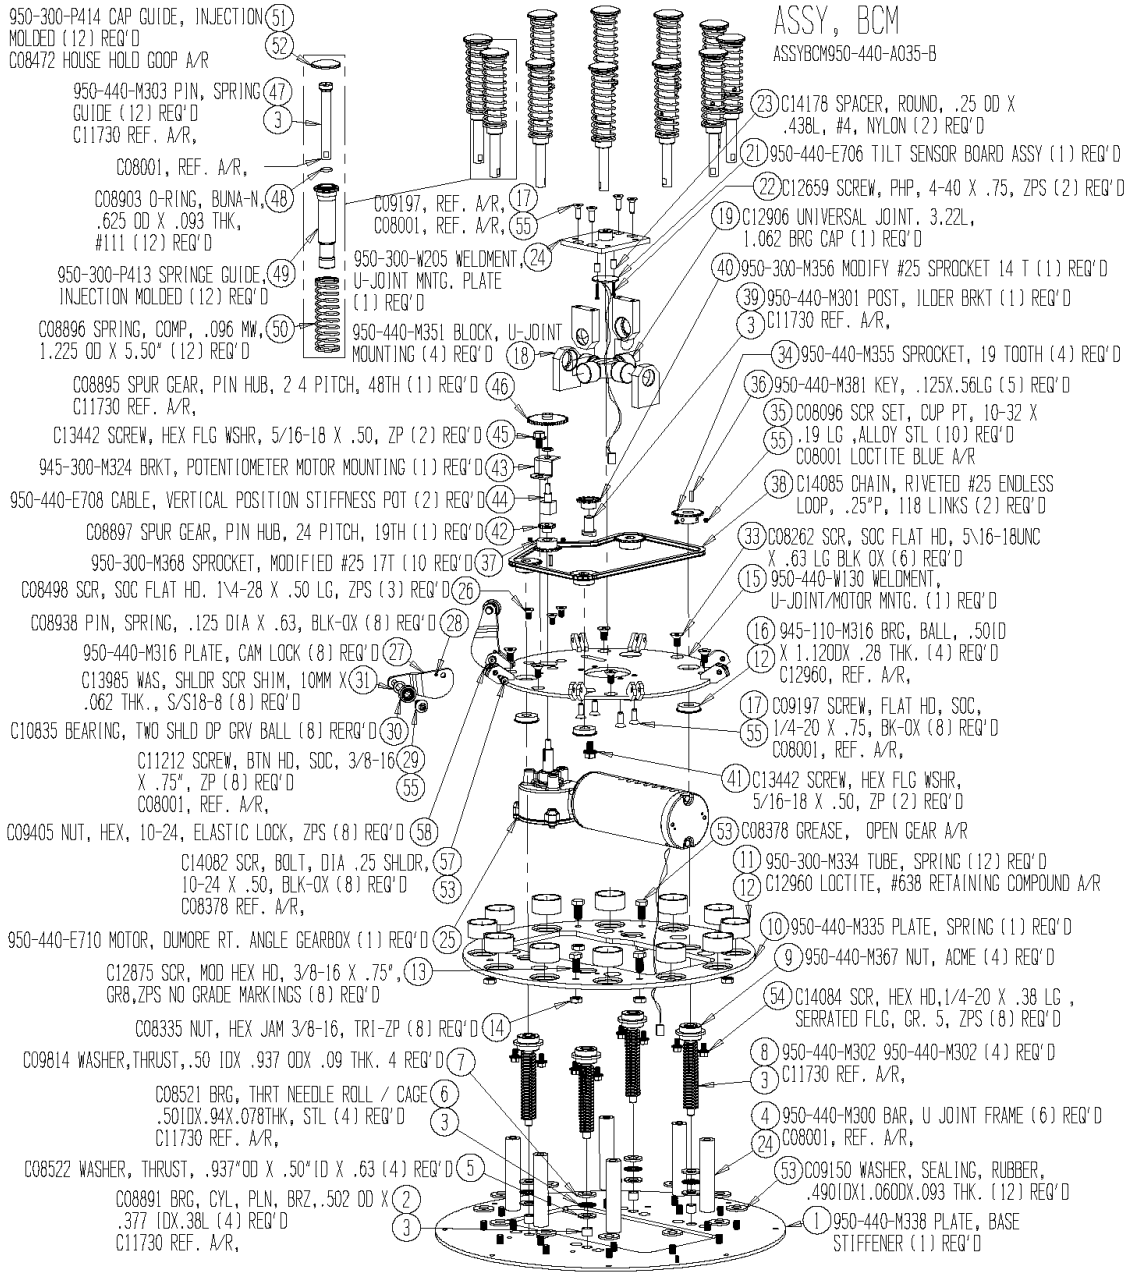 ASSY, BCM
ASSYBCM950-440-A035-B
950-300-P414 CAP GUIDE, INJECTION 51
MOLDED (12) REQ'D
C08472 HOUSE HOLD GOOP A/R 52
950-440-M303 PIN, SPRING 47
GUIDE (12) REQ'D 3
C11730 REF. A/R,
C08001, REF. A/R,
C08903 O-RING, BUNA-N, 48
.625 OD X .093 THK,
#111 (12) REQ'D
950-300-P413 SPRINGE GUIDE, 49
INJECTION MOLDED (12) REQ'D
C08896 SPRING, COMP, .096 MW, 50
1.225 OD X 5.50" (12) REQ'D
C09197, REF. A/R, 17
C08001, REF. A/R, 55
950-300-W205 WELDMENT, 24
U-JOINT MNTG. PLATE
(1) REQ'D
950-440-M351 BLOCK, U-JOINT
MOUNTING (4) REQ'D 18
C08895 SPUR GEAR, PIN HUB, 2 4 PITCH, 48TH (1) REQ'D 46
C11730 REF. A/R,
C13442 SCREW, HEX FLG WSHR, 5/16-18 X .50, ZP (2) REQ'D 45
945-300-M324 BRKT, POTENTIOMETER MOTOR MOUNTING (1) REQ'D 43
950-440-E708 CABLE, VERTICAL POSITION STIFFNESS POT (2) REQ'D 44
C08897 SPUR GEAR, PIN HUB, 24 PITCH, 19TH (1) REQ'D 42
950-300-M368 SPROCKET, MODIFIED #25 17T (10 REQ'D 37
C08498 SCR, SOC FLAT HD. 1\4-28 X .50 LG, ZPS (3) REQ'D 26
C08938 PIN, SPRING, .125 DIA X .63, BLK-OX (8) REQ'D 28
950-440-M316 PLATE, CAM LOCK (8) REQ'D 27
C13985 WAS, SHLDR SCR SHIM, 10MM X 31
.062 THK., S/S18-8 (8) REQ'D
C10835 BEARING, TWO SHLD DP GRV BALL (8) RERQ'D 30
C11212 SCREW, BTN HD, SOC, 3/8-16 29
X .75", ZP (8) REQ'D 55
C08001, REF. A/R,
C09405 NUT, HEX, 10-24, ELASTIC LOCK, ZPS (8) REQ'D 58
C14082 SCR, BOLT, DIA .25 SHLDR, 57
10-24 X .50, BLK-OX (8) REQ'D 53
C08378 REF. A/R,
950-440-E710 MOTOR, DUMORE RT. ANGLE GEARBOX (1) REQ'D 25
C12875 SCR, MOD HEX HD, 3/8-16 X .75", 13
GR8,ZPS NO GRADE MARKINGS (8) REQ'D
C08335 NUT, HEX JAM 3/8-16, TRI-ZP (8) REQ'D 14
C09814 WASHER,THRUST,.50 IDX .937 ODX .09 THK. 4 REQ'D 7
C08521 BRG, THRT NEEDLE ROLL / CAGE 6
.50IDX.94X.078THK, STL (4) REQ'D 3
C11730 REF. A/R,
C08522 WASHER, THRUST, .937"OD X .50"ID X .63 (4) REQ'D 5
C08891 BRG, CYL, PLN, BRZ,.502 OD X 2
.377 IDX.38L (4) REQ'D 3
C11730 REF. A/R,
23 C14178 SPACER, ROUND, .25 OD X
.438L, #4, NYLON (2) REQ'D
21 950-440-E706 TILT SENSOR BOARD ASSY (1) REQ'D
22 C12659 SCREW, PHP, 4-40 X .75, ZPS (2) REQ'D
19 C12906 UNIVERSAL JOINT. 3.22L,
1.062 BRG CAP (1) REQ'D
40 950-300-M356 MODIFY #25 SPROCKET 14 T (1) REQ'D
39 950-440-M301 POST, ILDER BRKT (1) REQ'D
3 C11730 REF. A/R,
34 950-440-M355 SPROCKET, 19 TOOTH (4) REQ'D
36 950-440-M381 KEY, .125X.56LG (5) REQ'D
35 C08096 SCR SET, CUP PT, 10-32 X
55 .19 LG ,ALLOY STL (10) REQ'D
C08001 LOCTITE BLUE A/R
38 C14085 CHAIN, RIVETED #25 ENDLESS
LOOP, .25"P, 118 LINKS (2) REQ'D
33 C08262 SCR, SOC FLAT HD, 5\16-18UNC
X .63 LG BLK OX (6) REQ'D
15 950-440-W130 WELDMENT,
U-JOINT/MOTOR MNTG. (1) REQ'D
16 945-110-M316 BRG, BALL, .50ID
12 X 1.120DX .28 THK. (4) REQ'D
C12960, REF. A/R,
17 C09197 SCREW, FLAT HD, SOC,
55 1/4-20 X .75, BK-OX (8) REQ'D
C08001, REF. A/R,
41 C13442 SCREW, HEX FLG WSHR,
5/16-18 X .50, ZP (2) REQ'D
53 C08378 GREASE, OPEN GEAR A/R
11 950-300-M334 TUBE, SPRING (12) REQ'D
12 C12960 LOCTITE, #638 RETAINING COMPOUND A/R
10 950-440-M335 PLATE, SPRING (1) REQ'D
9 950-440-M367 NUT, ACME (4) REQ'D
54 C14084 SCR, HEX HD,1/4-20 X .38 LG ,
SERRATED FLG, GR. 5, ZPS (8) REQ'D
8 950-440-M302 950-440-M302 (4) REQ'D
3 C11730 REF. A/R,
4 950-440-M300 BAR, U JOINT FRAME (6) REQ'D
24 C08001, REF. A/R,
53 C09150 WASHER, SEALING, RUBBER,
.490IDX1.060DX.093 THK. (12) REQ'D
1 950-440-M338 PLATE, BASE
STIFFENER (1) REQ'D